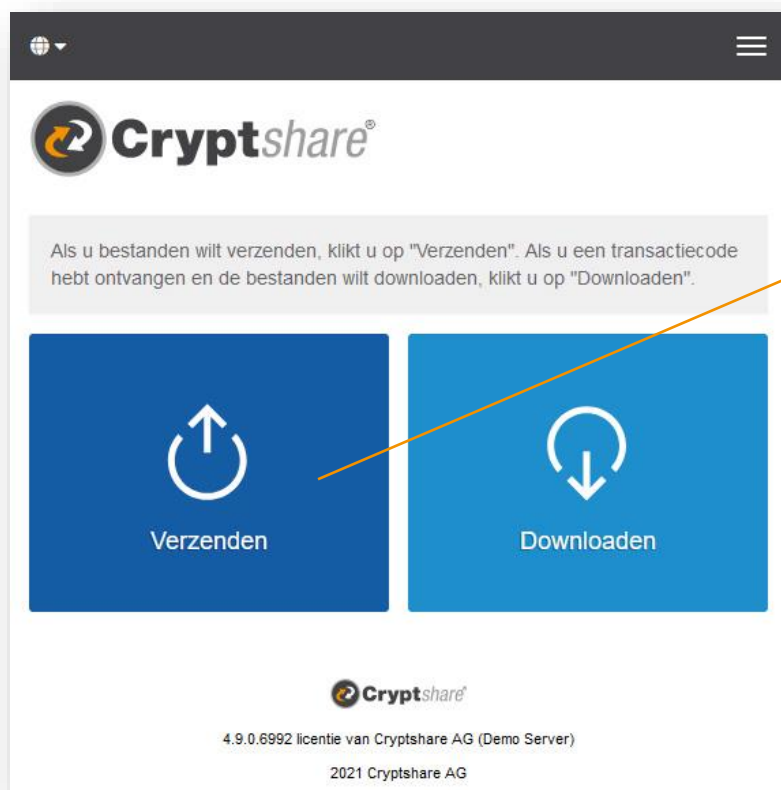 Cryptshare®
Als u bestanden wilt verzenden, klikt u op "Verzenden". Als u een transactiecode
hebt ontvangen en de bestanden wilt downloaden, klikt u op "Downloaden".
Verzenden
Downloaden
Cryptshare®
4.9.0.6992 licentie van Cryptshare AG (Demo Server)
2021 Cryptshare AG